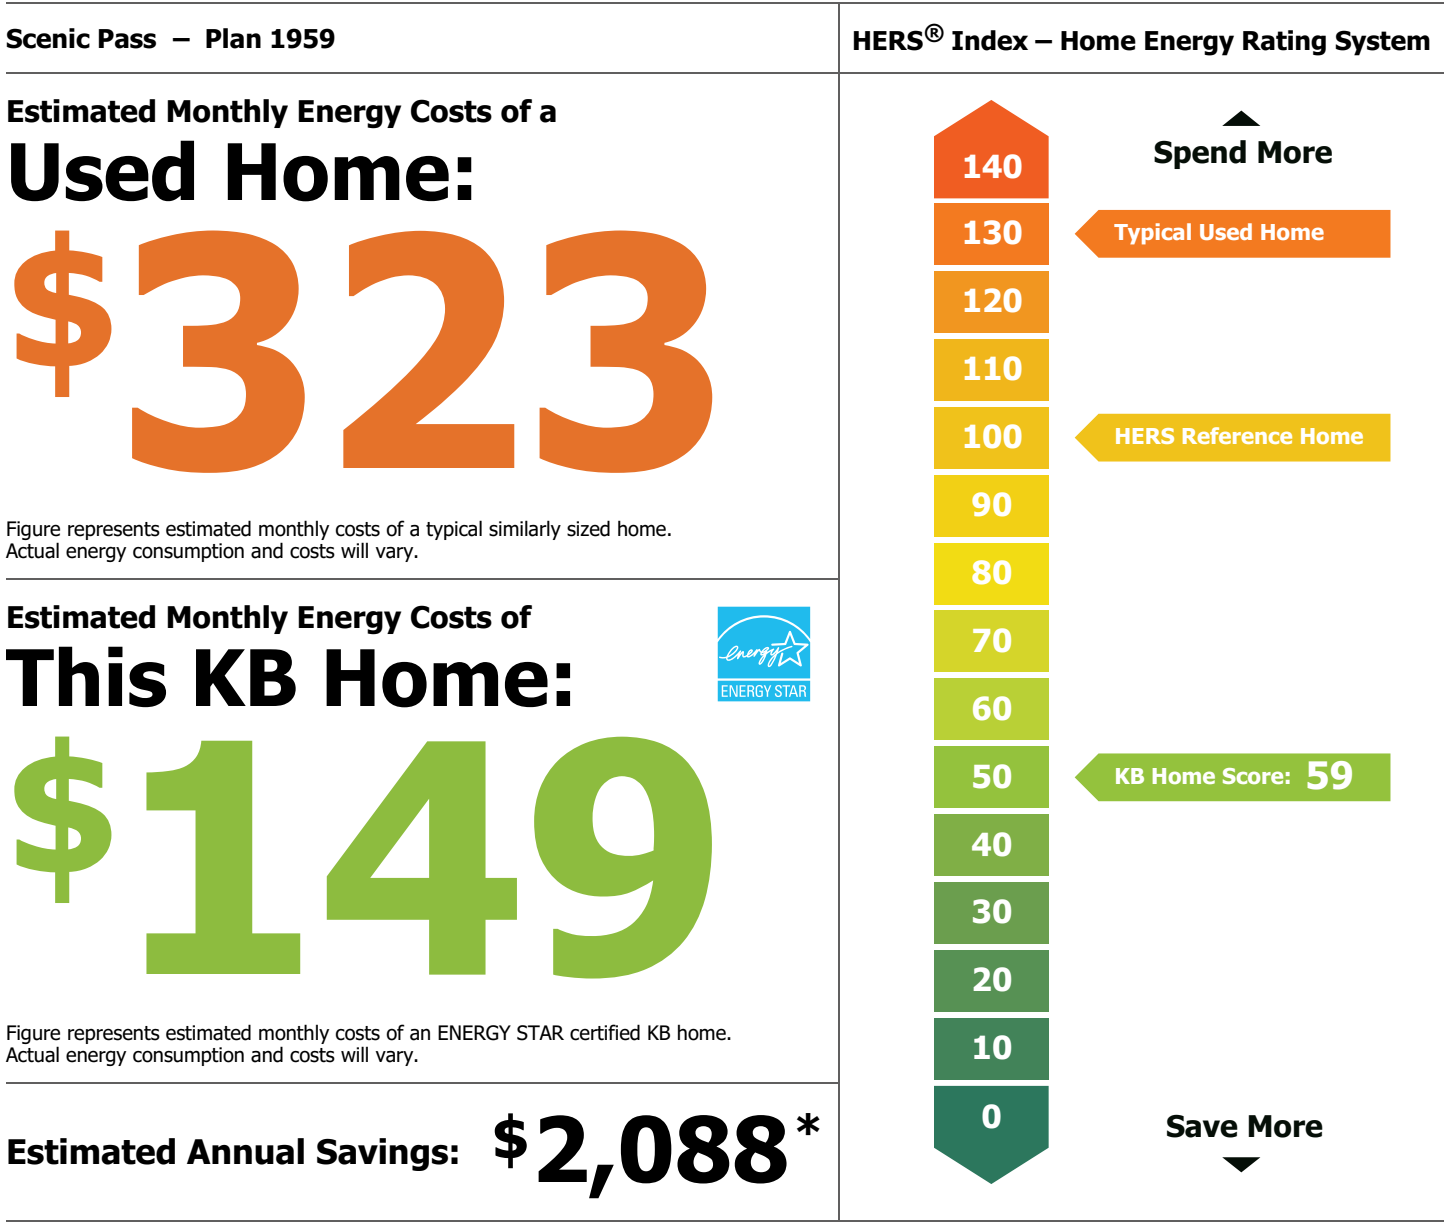 Scenic Pass – Plan 1959
Estimated Monthly Energy Costs of a
Used Home:
$323
Figure represents estimated monthly costs of a typical similarly sized home.
Actual energy consumption and costs will vary.
Estimated Monthly Energy Costs of
This KB Home:
energy
ENERGY STAR
$149
Figure represents estimated monthly costs of an ENERGY STAR certified KB home.
Actual energy consumption and costs will vary.
Estimated Annual Savings: $2,088*
HERS® Index – Home Energy Rating System
Spend More
140
130 Typical Used Home
120
110
100 HERS Reference Home
90
80
70
60
50 KB Home Score: 59
40
30
20
10
0
Save More